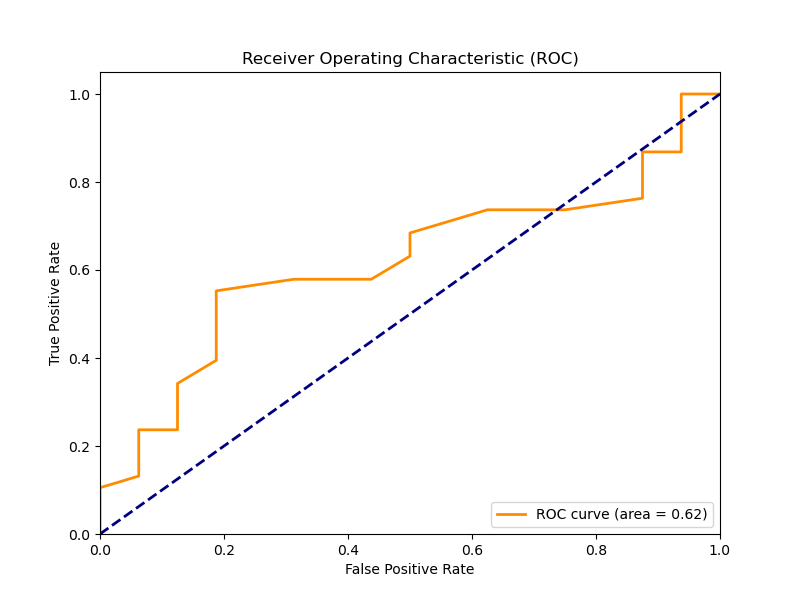 Receiver Operating Characteristic (ROC)
True Positive Rate
1.0
0.8
0.6
0.4
0.2
0.0
0.0 0.2 0.4 0.6 0.8 1.0
False Positive Rate
ROC curve (area = 0.62)